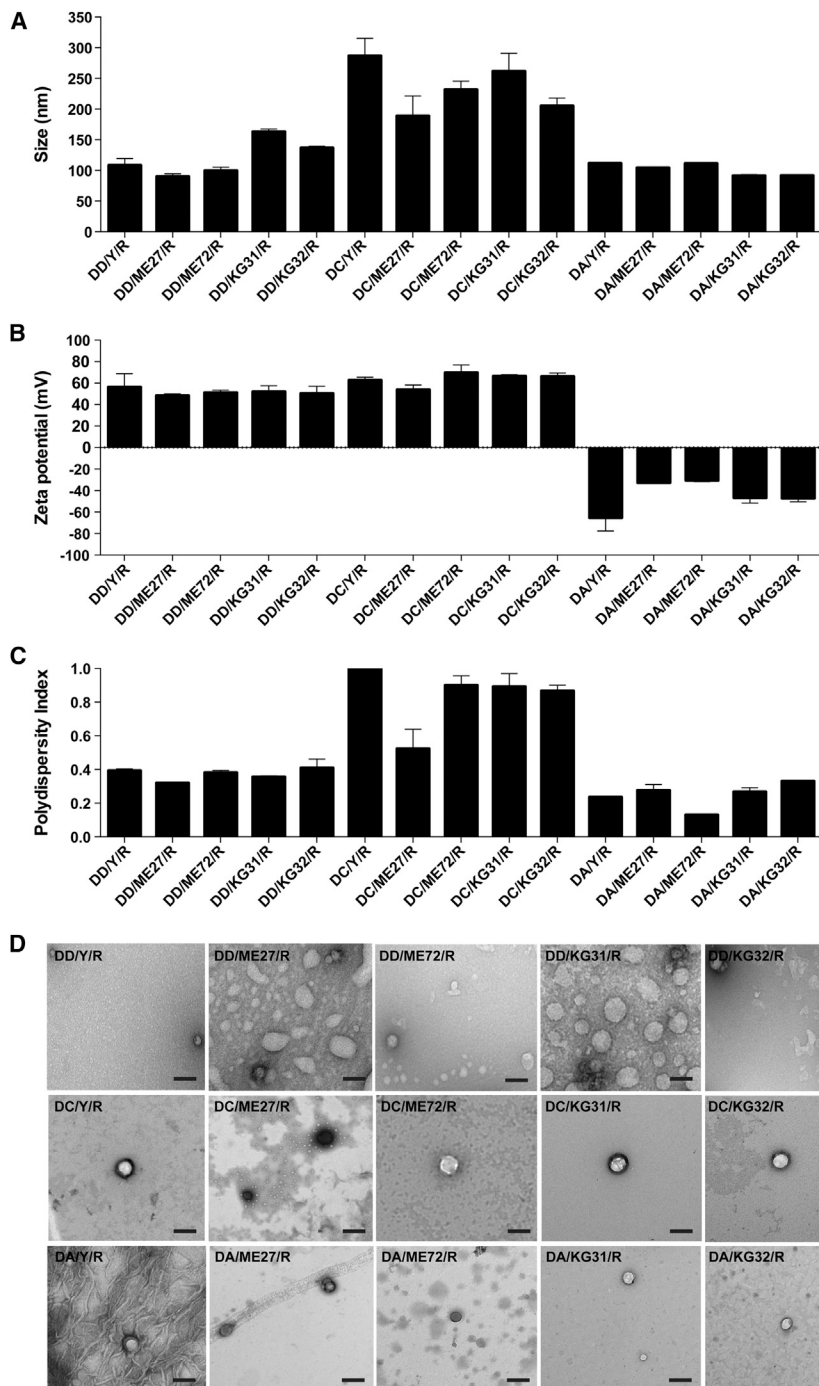 A
Size (nm)
350
300
250
200
150
100
50
0
DD/Y/R
DD/ME27/R
DD/ME72/R
DD/KG31/R
DD/KG32/R
DC/Y/R
DC/ME27/R
DC/ME72/R
DC/KG31/R
DC/KG32/R
DA/Y/R
DA/ME27/R
DA/ME72/R
DA/KG31/R
DA/KG32/R
B
Zeta potential (mV)
100
80
60
40
20
0
-20
-40
-60
-80
-100
DD/Y/R
DD/ME27/R
DD/ME72/R
DD/KG31/R
DD/KG32/R
DC/Y/R
DC/ME27/R
DC/ME72/R
DC/KG31/R
DC/KG32/R
DA/Y/R
DA/ME27/R
DA/ME72/R
DA/KG31/R
DA/KG32/R
C
Polydispersity Index
1.0
0.8
0.6
0.4
0.2
0.0
DD/Y/R
DD/ME27/R
DD/ME72/R
DD/KG31/R
DD/KG32/R
DC/Y/R
DC/ME27/R
DC/ME72/R
DC/KG31/R
DC/KG32/R
DA/Y/R
DA/ME27/R
DA/ME72/R
DA/KG31/R
DA/KG32/R
D
DD/Y/R
DD/ME27/R
DD/ME72/R
DD/KG31/R
DD/KG32/R
DC/Y/R
DC/ME27/R
DC/ME72/R
DC/KG31/R
DC/KG32/R
DA/Y/R
DA/ME27/R
DA/ME72/R
DA/KG31/R
DA/KG32/R